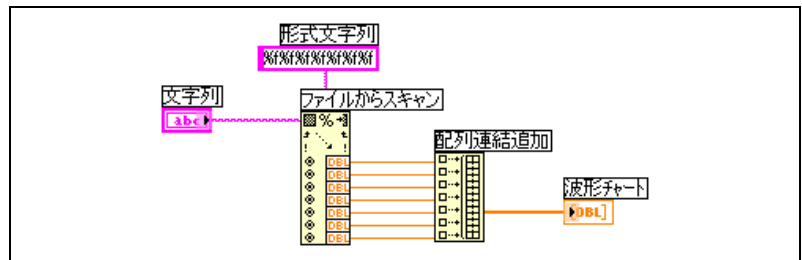 形式文字列
%f%f%f%f%f%f%f
文字列
abc
ファイルからスキャン
%
配列連結追加
DBL
DBL
DBL
DBL
DBL
DBL
DBL
波形チャート
DBL]